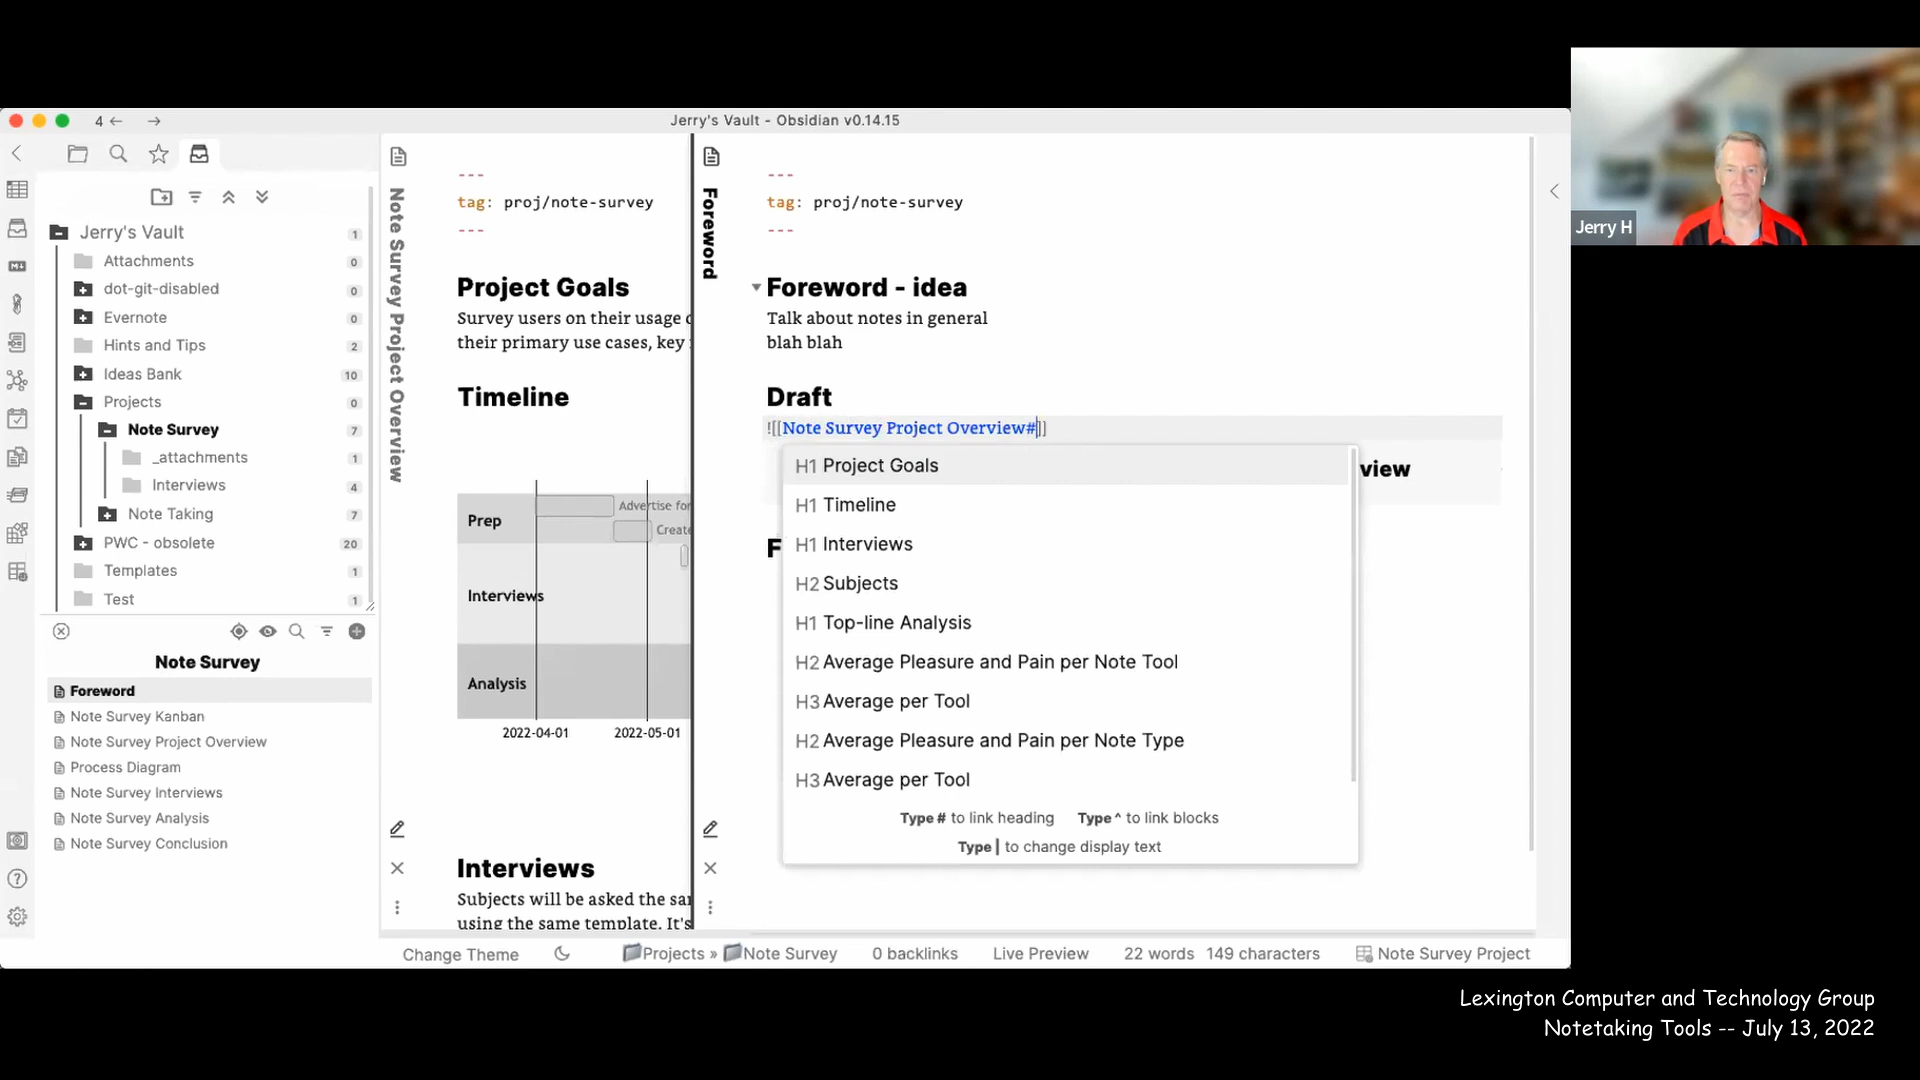 Jerry's Vault - Obsidian v0.14.15
4
Jerry's Vault 1
Attachments 0
dot-git-disabled 0
Evernote 0
Hints and Tips 2
Ideas Bank 10
Projects 0
Note Survey 7
_attachments 1
Interviews 4
Note Taking 7
PWC - obsolete 20
Templates 1
Test 1
Note Survey
Foreword
Note Survey Kanban
Note Survey Project Overview
Process Diagram
Note Survey Interviews
Note Survey Analysis
Note Survey Conclusion
Note Survey Project Overview
---
tag: proj/note-survey
---
Project Goals
Survey users on their usage
their primary use cases, key
Timeline
Prep
Advertise for
Create
Interviews
Analysis
2022-04-01 2022-05-01
Interviews
Subjects will be asked the
using the same template. It's
Foreword
---
tag: proj/note-survey
---
Foreword - idea
Talk about notes in general
blah blah
Draft
![[Note Survey Project Overview#]]
view
F
H1 Project Goals
H1 Timeline
H1 Interviews
H2 Subjects
H1 Top-line Analysis
H2 Average Pleasure and Pain per Note Tool
H3 Average per Tool
H2 Average Pleasure and Pain per Note Type
H3 Average per Tool
Type # to link heading Type ^ to link blocks
Type | to change display text
Change Theme Projects » Note Survey 0 backlinks Live Preview 22 words 149 characters Note Survey Project
Jerry H
Lexington Computer and Technology Group
Notetaking Tools -- July 13, 2022